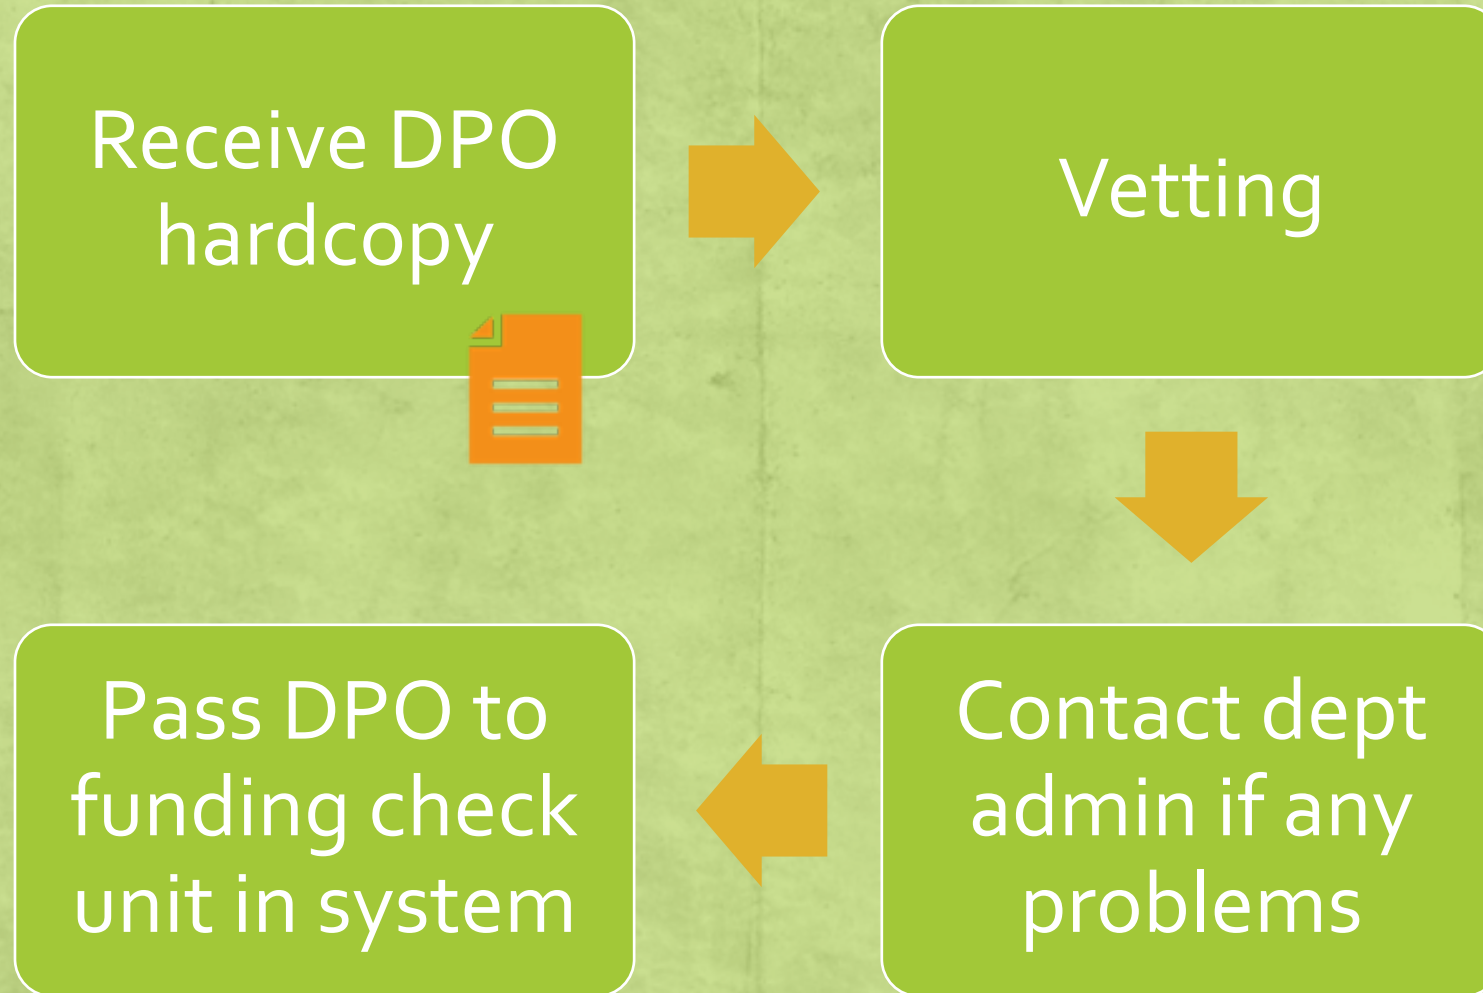 Receive DPO
hardcopy
Vetting
Contact dept
admin if any
problems
Pass DPO to
funding check
unit in system